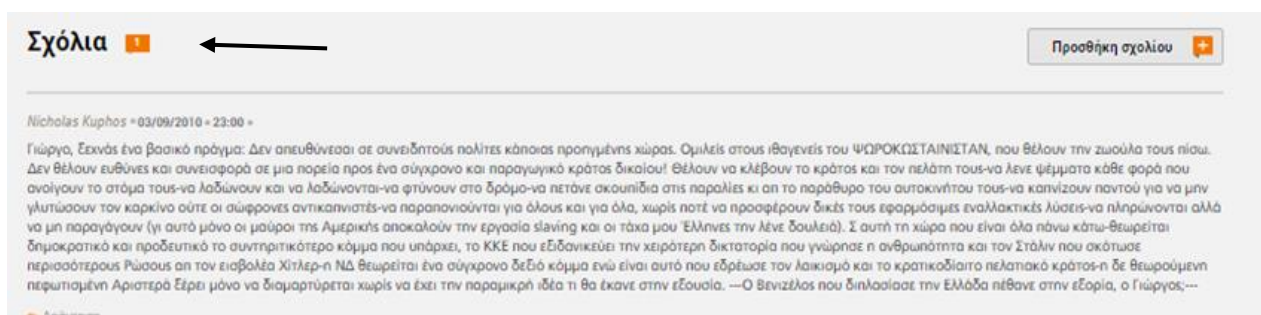 Σχόλια 1
Προσθήκη σχολίου +
Nicholas Kuphos • 03/09/2010 - 23:00 •
Γιώργο, ξεχνάς ένα βασικό πράγμα: Δεν απευθύνεσαι σε συνειδητούς πολίτες κάποιας προηγμένης χώρας. Ομιλείς στους ιθαγενείς του ΨΩΡΟΚΩΣΤΑΙΝΙΣΤΑΝ, που θέλουν την ζωούλα τους πίσω.
Δεν θέλουν ευθύνες και συνεισφορά σε μια πορεία προς ένα σύγχρονο και παραγωγικό κράτος δικαίου! Θέλουν να κλέβουν το κράτος και τον πελάτη τους-να λενε ψέμματα κάθε φορά που
ανοίγουν το στόμα τους-να λαδώνουν και να λαδώνονται-να φτύνουν στο δρόμο-να πετάνε σκουπίδια στις παραλίες κι απ το παράθυρο του αυτοκινήτου τους-να καπνίζουν παντού για να μην
γλυτώσουν τον καρκίνο ούτε οι σώφρονες αντικαπνιστές-να παραπονιούνται για όλους και για όλα, χωρίς ποτέ να προσφέρουν δικές τους εφαρμόσιμες εναλλακτικές λύσεις-να πληρώνονται αλλά
να μη παραγάγουν (γι αυτό μόνο οι μαύροι της Αμερικής αποκαλούν την εργασία slaving και οι τάχα μου Έλληνες την λένε δουλειά). Σ αυτή τη χώρα που είναι όλα πάνω κάτω-θεωρείται
δημοκρατικό και προδευτικό το συντηριτικότερο κόμμα που υπάρχει, το ΚΚΕ που εξιδανικεύει την χειρότερη δικτατορία που γνώρησε η ανθρωπότητα και τον Στάλιν που σκότωσε
περισσότερους Ρώσους απ τον εισβολέα Χίτλερ-η ΝΔ θεωρείται ένα σύγχρονο δεξιό κόμμα ενώ είναι αυτό που εδρέωσε τον λαικισμό και το κρατικοδίαιτο πελατιακό κράτος-η δε θεωρούμενη
πεφωτισμένη Αριστερά ξέρει μόνο να διαμαρτύρεται χωρίς να έχει την παραμικρή ιδέα τι θα έκανε στην εξουσία. ---Ο Βενιζέλος που διπλασίασε την Ελλάδα πέθανε στην εξορία, ο Γιώργος;---